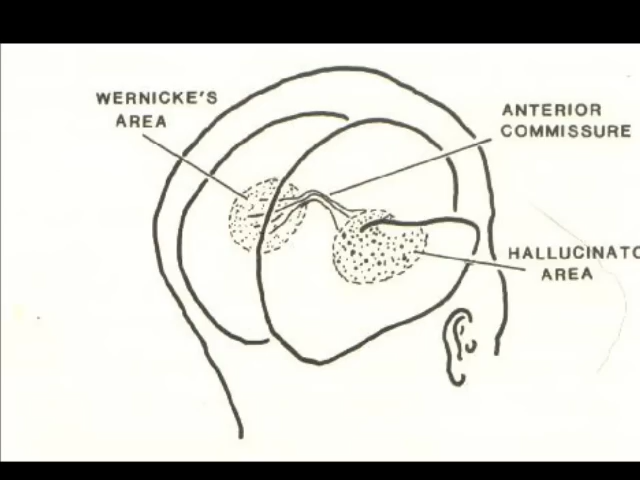 WERNICKE'S
AREA
ANTERIOR
COMMISSURE
HALLUCINATO
AREA